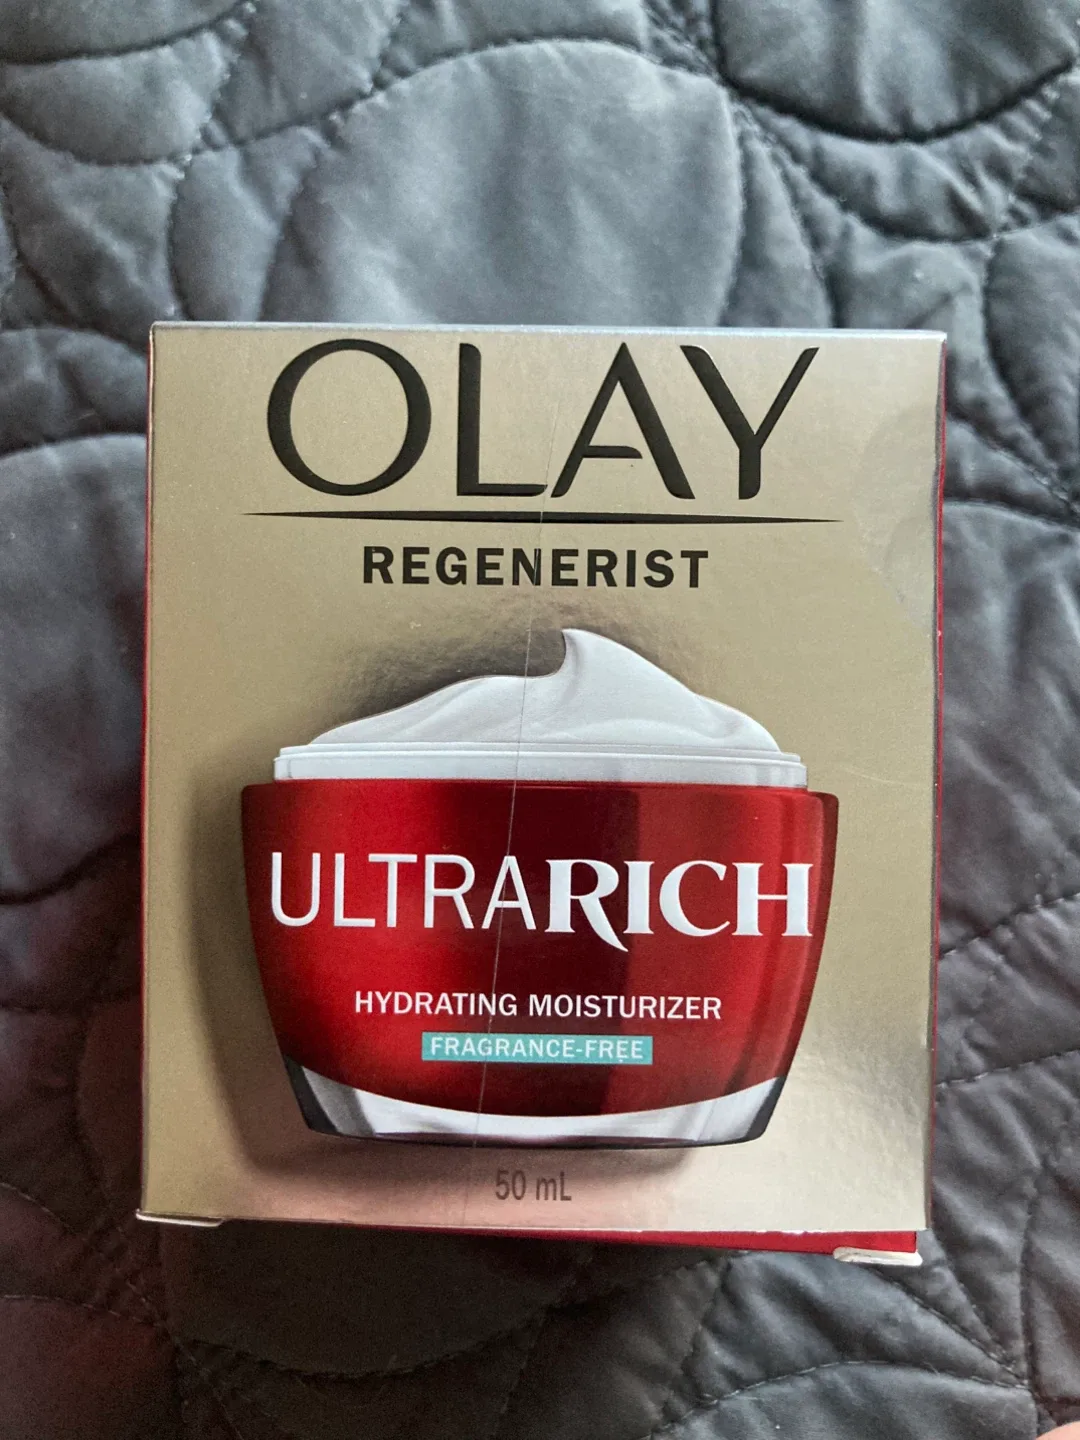 OLAY
REGENERIST
ULTRARICH
HYDRATING MOISTURIZER
FRAGRANCE-FREE
50 mL